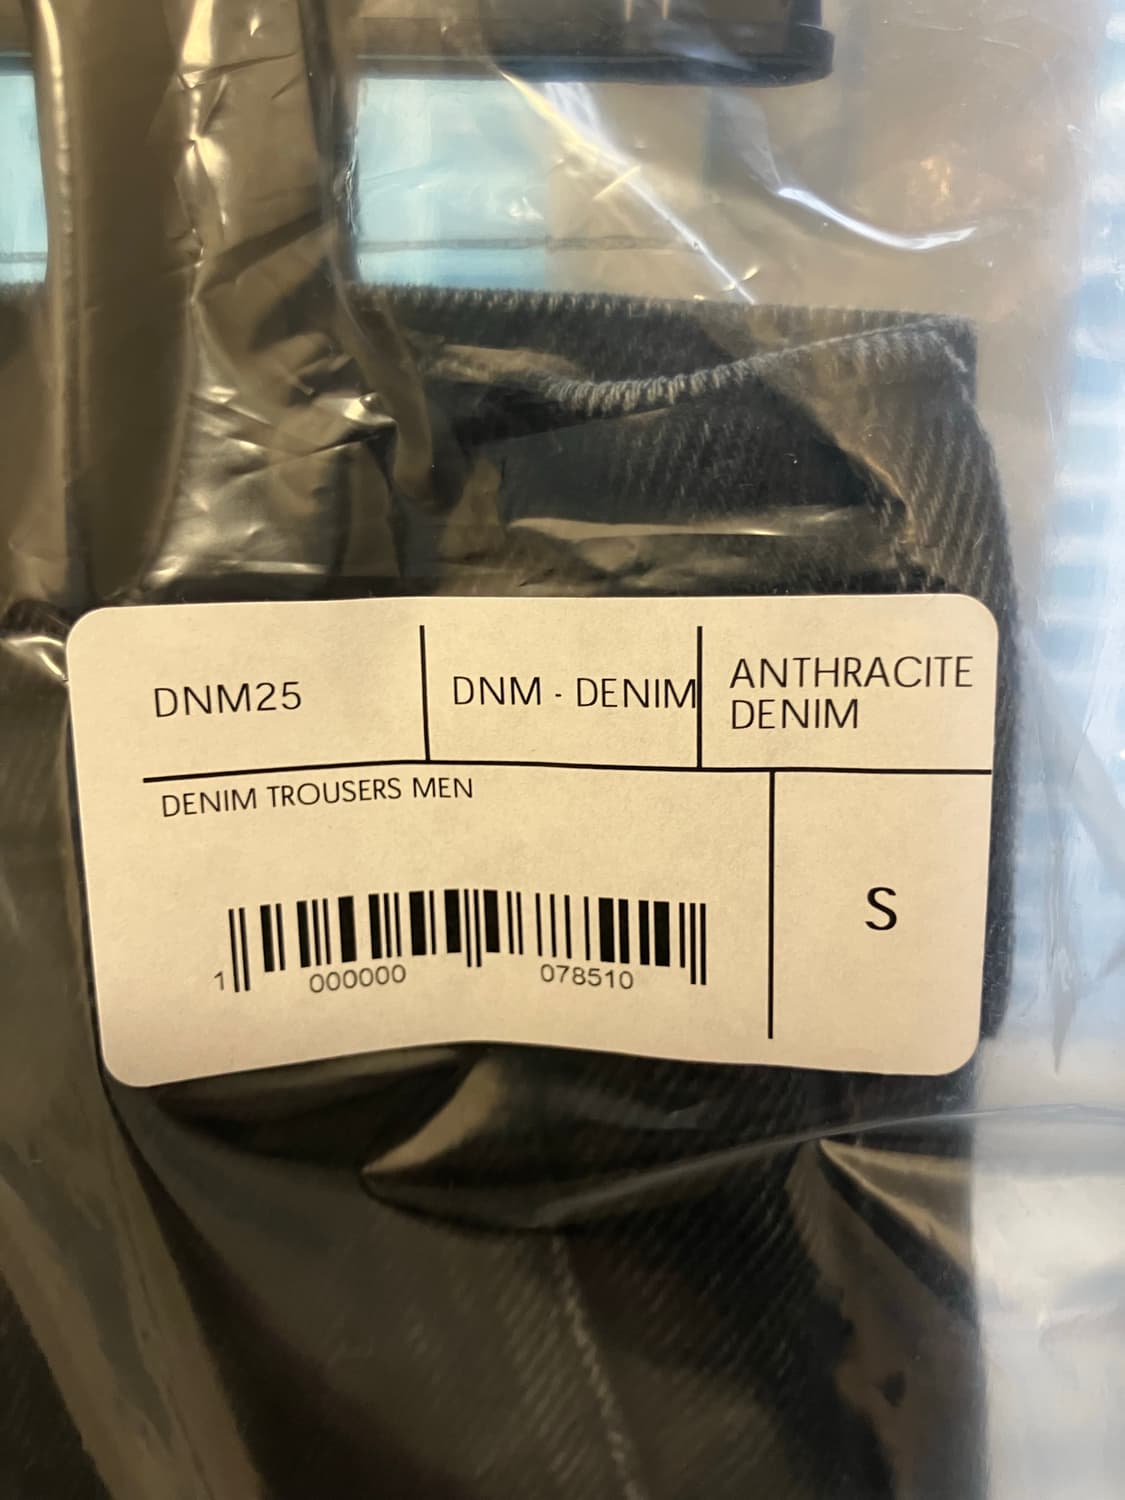 DNM25
DNM - DENIM
ANTHRACITE
DENIM
DENIM TROUSERS MEN
S
1 000000 078510